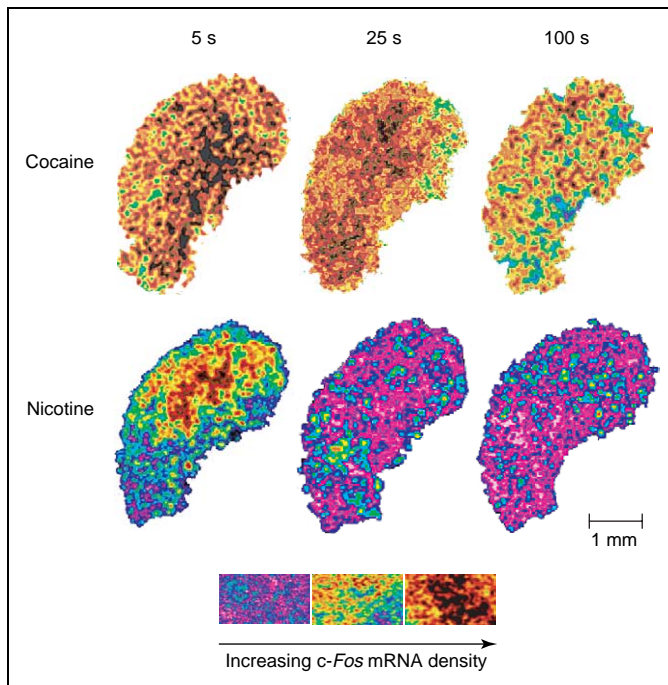 5 s 25 s 100 s
Cocaine
Nicotine
1 mm
Increasing c-Fos mRNA density